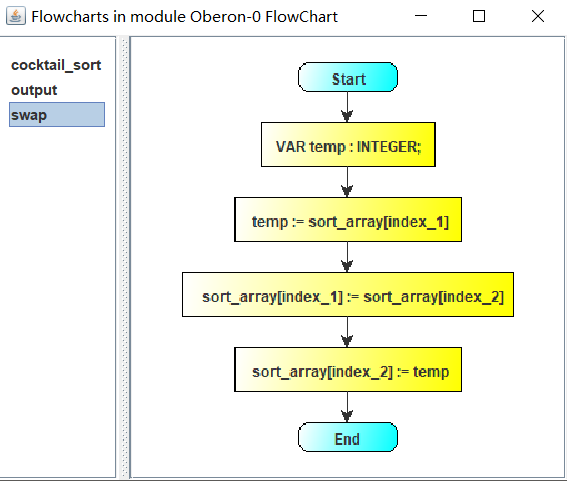 Flowcharts in module Oberon-0 FlowChart
cocktail_sort
output
swap
Start
VAR temp : INTEGER;
temp := sort_array[index_1]
sort_array[index_1] := sort_array[index_2]
sort_array[index_2] := temp
End